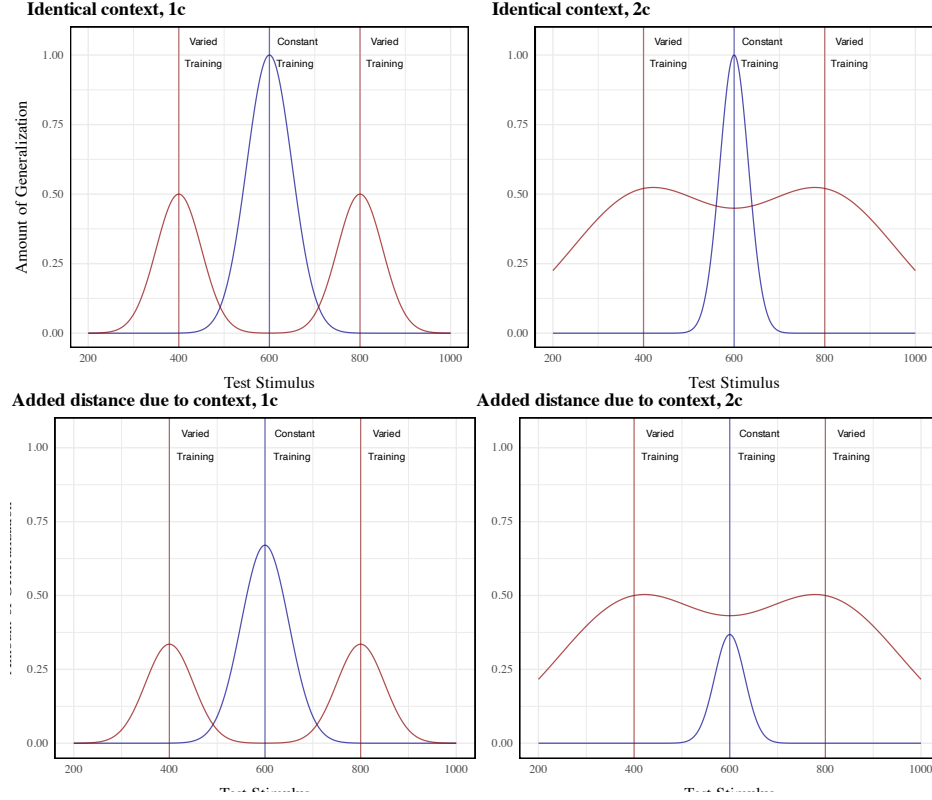 Identical context, 1c
Varied
Training
Constant
Training
Varied
Training
1.00
0.75
0.50
0.25
0.00
Amount of Generalization
200 400 600 800 1000
Test Stimulus
Identical context, 2c
Varied
Training
Constant
Training
Varied
Training
1.00
0.75
0.50
0.25
0.00
200 400 600 800 1000
Test Stimulus
Added distance due to context, 1c
Varied
Training
Constant
Training
Varied
Training
1.00
0.75
0.50
0.25
0.00
200 400 600 800 1000
Test Stimulus
Added distance due to context, 2c
Varied
Training
Constant
Training
Varied
Training
1.00
0.75
0.50
0.25
0.00
200 400 600 800 1000
Test Stimulus